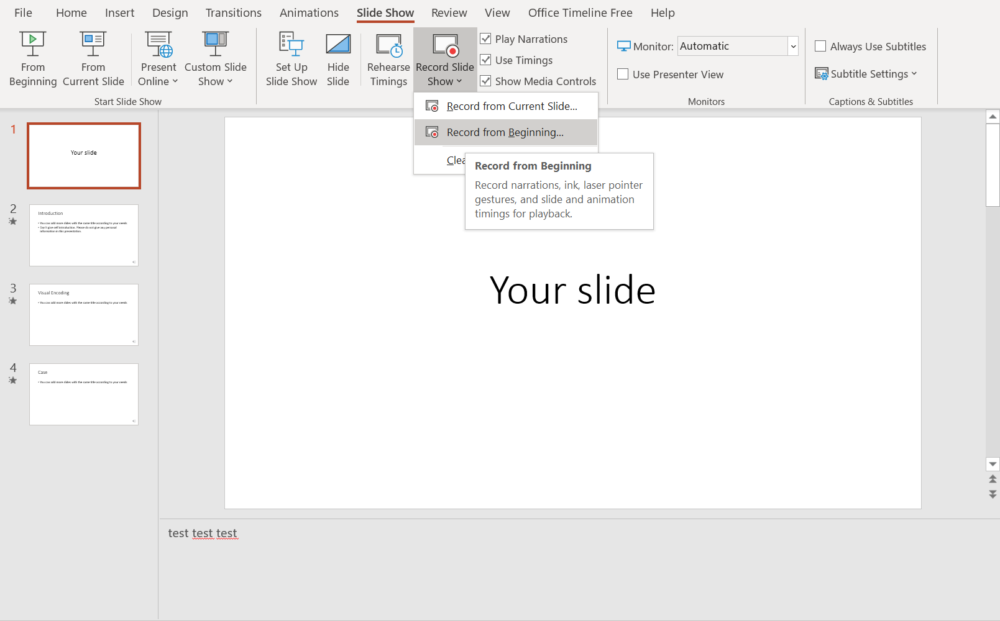 File Home Insert Design Transitions Animations Slide Show Review View Office Timeline Free Help
From Beginning
From Current Slide
Present Online
Custom Slide Show
Start Slide Show
Set Up Slide Show
Hide Slide
Rehearse Timings
Record Slide Show
Play Narrations
Use Timings
Show Media Controls
Monitor: Automatic
Use Presenter View
Monitors
Always Use Subtitles
Subtitle Settings
Captions & Subtitles
Record from Current Slide...
Record from Beginning...
Record from Beginning
Record narrations, ink, laser pointer
gestures, and slide and animation
timings for playback.
1
Your slide
2
Introduction
• You can add more slides with the same title according to your needs
• Don't give self introduction. Please do not give any personal
information in this presentation.
3
Visual Encoding
• You can add more slides with the same title according to your needs
4
Case
• You can add more slides with the same title according to your needs
Your slide
test test test